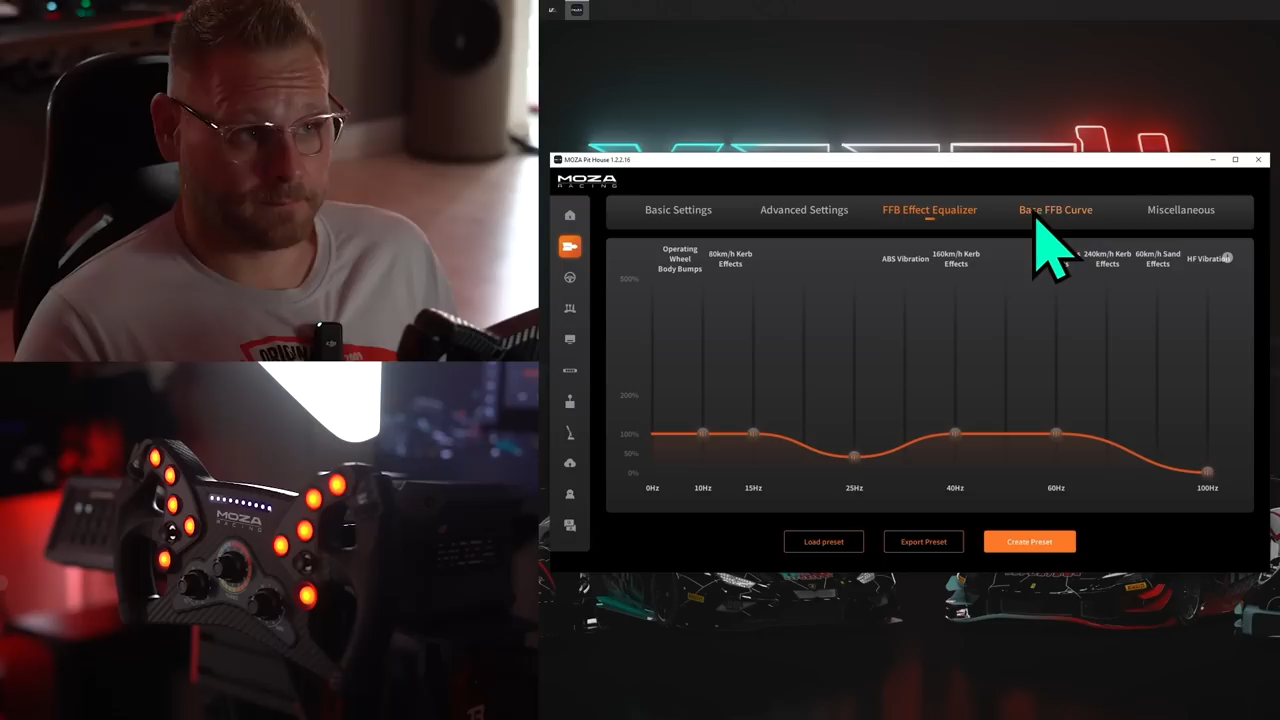 MOZA Pit House 1.2.2.16
MOZA
RACING
Basic Settings
Advanced Settings
FFB Effect Equalizer
Base FFB Curve
Miscellaneous
Operating
Wheel
Body Bumps
80km/h Kerb
Effects
ABS Vibration
160km/h Kerb
Effects
240km/h Kerb
Effects
60km/h Sand
Effects
HF Vibration
500%
200%
100%
50%
0%
0Hz
10Hz
15Hz
25Hz
40Hz
60Hz
100Hz
Load preset
Export Preset
Create Preset
MOZA
RACING